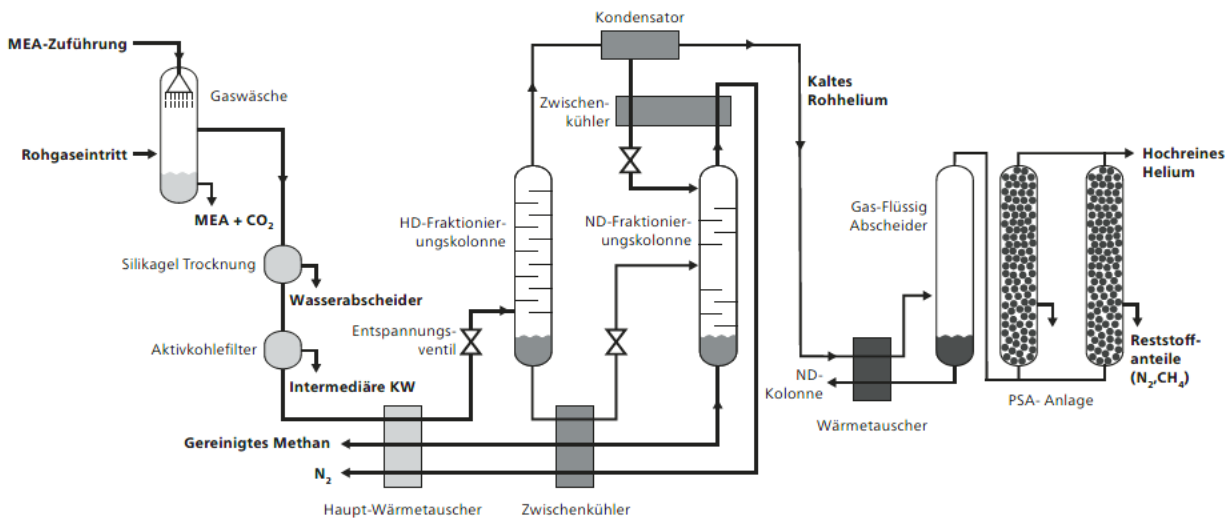 Kondensator
MEA-Zuführung
Gaswäsche
Kaltes
Rohhelium
Zwischen-
kühler
Rohgaseintritt
Hochreines
Helium
MEA + CO₂
HD-Fraktionier-
ungskolonne
ND-Fraktionier-
ungskolonne
Gas-Flüssig
Abscheider
Silikagel Trocknung
Wasserabscheider
Entspannungs-
ventil
Aktivkohlefilter
Intermediäre KW
Reststoff-
anteile
(N₂,CH₄)
ND-
Kolonne
PSA- Anlage
Wärmetauscher
Gereinigtes Methan
N₂
Haupt-Wärmetauscher
Zwischenkühler